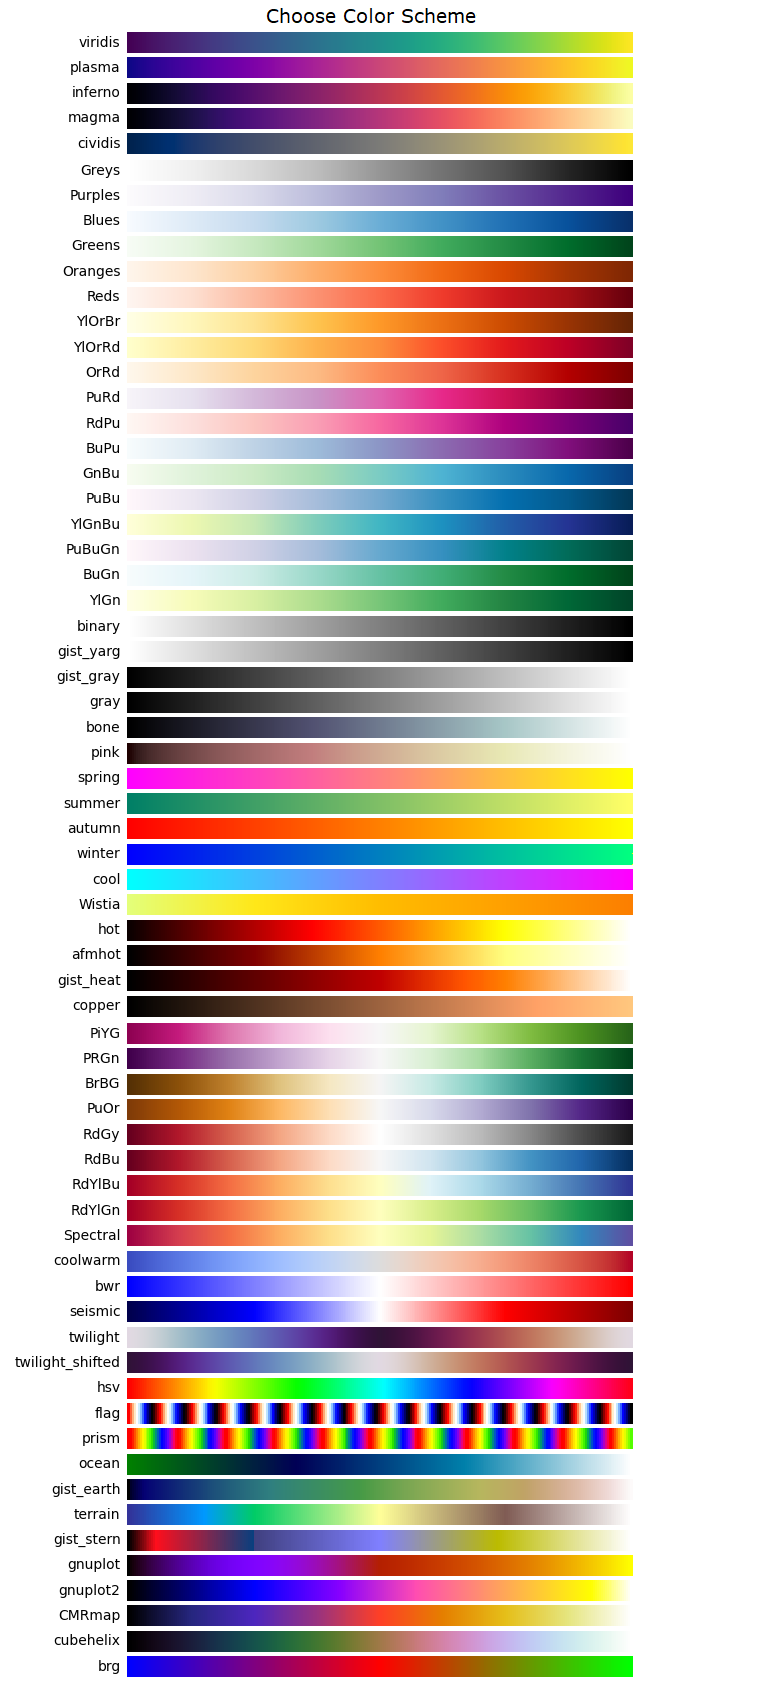 Choose Color Scheme
viridis
plasma
inferno
magma
cividis
Greys
Purples
Blues
Greens
Oranges
Reds
YlOrBr
YlOrRd
OrRd
PuRd
RdPu
BuPu
GnBu
PuBu
YlGnBu
PuBuGn
BuGn
YlGn
binary
gist_yarg
gist_gray
gray
bone
pink
spring
summer
autumn
winter
cool
Wistia
hot
afmhot
gist_heat
copper
PiYG
PRGn
BrBG
PuOr
RdGy
RdBu
RdYlBu
RdYlGn
Spectral
coolwarm
bwr
seismic
twilight
twilight_shifted
hsv
flag
prism
ocean
gist_earth
terrain
gist_stern
gnuplot
gnuplot2
CMRmap
cubehelix
brg